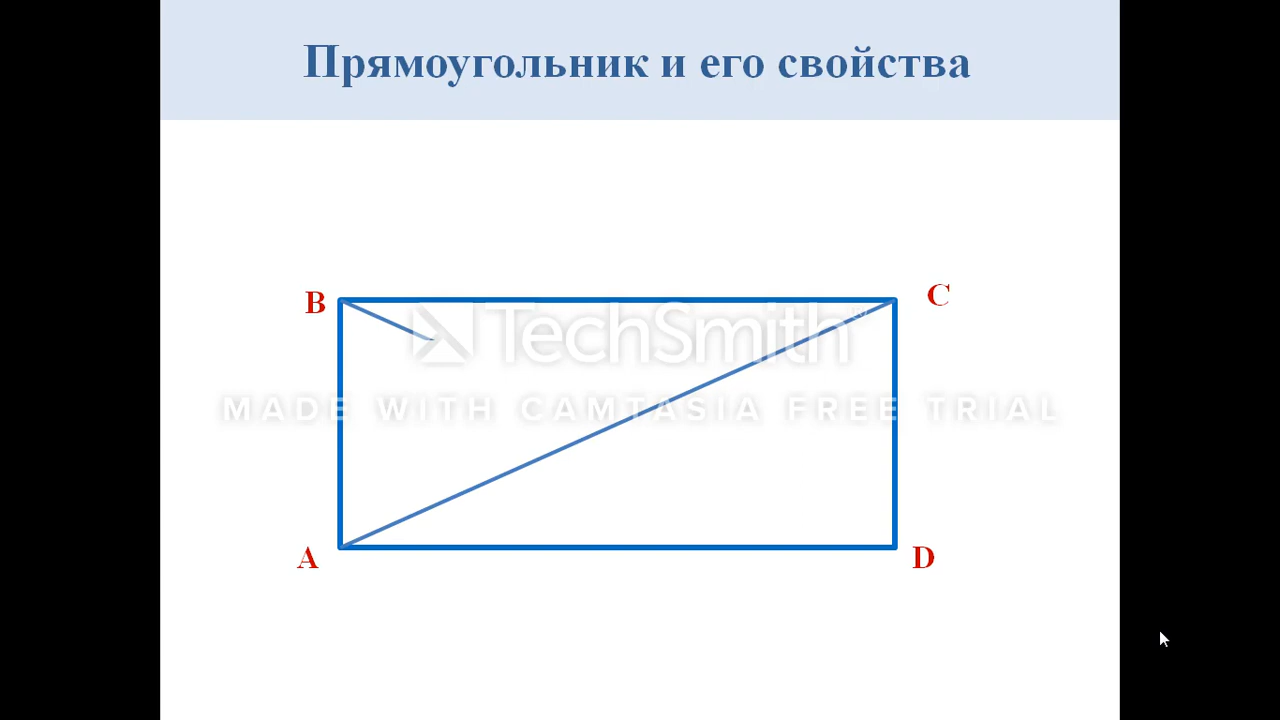 Прямоугольник и его свойства
B
C
TechSmith
MADE WITH CAMTASIA FREE TRIAL
A
D